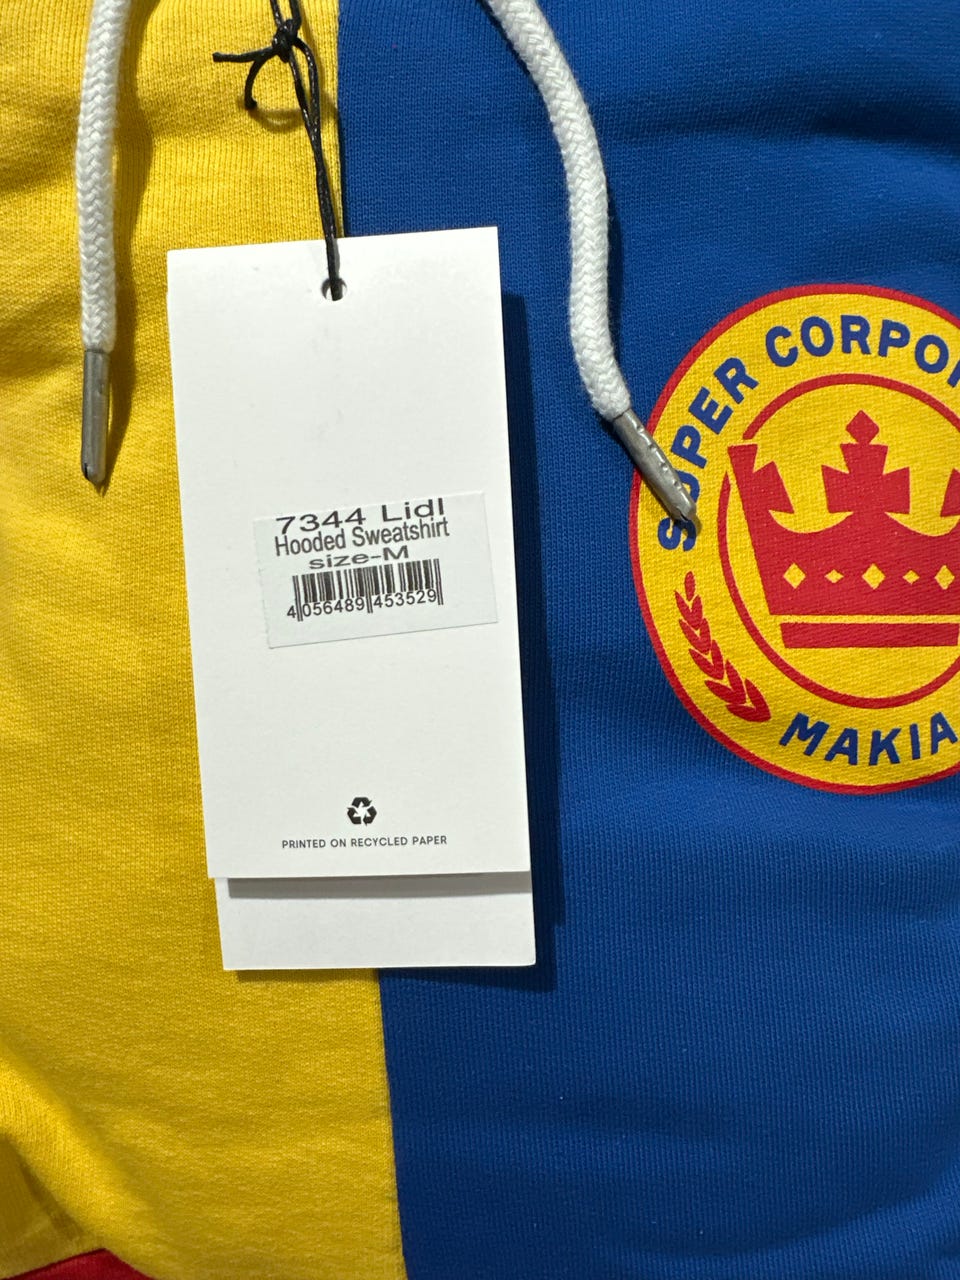 7344 Lidl
Hooded Sweatshirt
size-M
4 056489 453529
PRINTED ON RECYCLED PAPER
SUPER CORPO
MAKIA